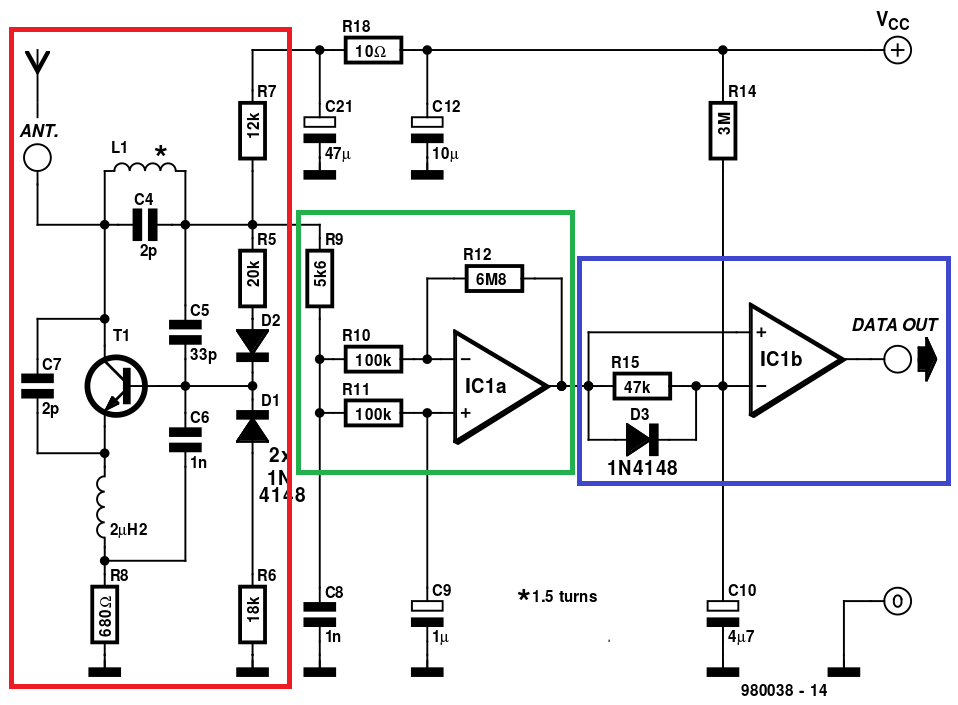 R18
10Ω
VCC
+
R7
12k
C21
47µ
C12
10µ
R14
3M
ANT.
L1
*
C4
2p
R5
20k
R9
5k6
R12
6M8
C5
33p
D2
T1
R10
100k
−
IC1a
+
R11
100k
DATA OUT
+
IC1b
−
R15
47k
C7
2p
C6
1n
D1
2x
1N
4148
D3
1N4148
2µH2
R8
680Ω
R6
18k
C8
1n
C9
1µ
*1.5 turns
C10
4µ7
0
980038 - 14